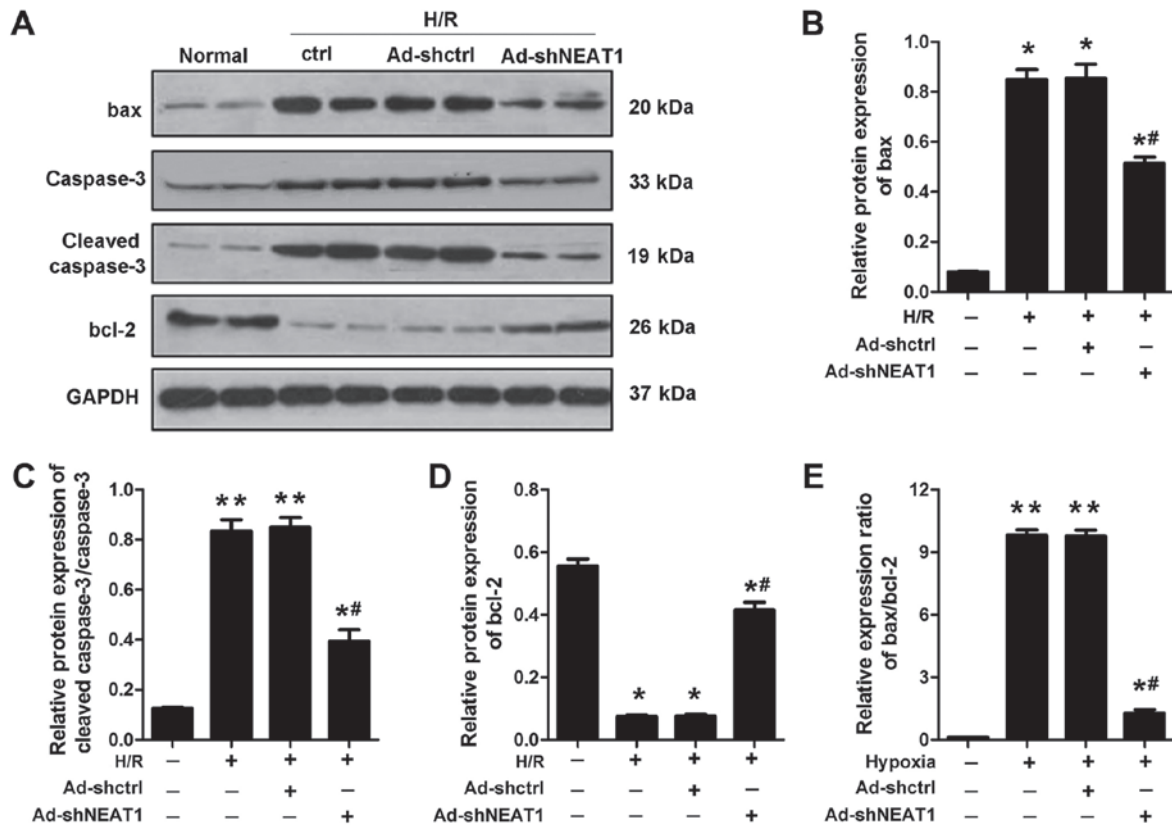 A
H/R
Normal ctrl Ad-shctrl Ad-shNEAT1
bax 20 kDa
Caspase-3 33 kDa
Cleaved
caspase-3 19 kDa
bcl-2 26 kDa
GAPDH 37 kDa
B
Relative protein expression
of bax
1.0
0.8
0.6
0.4
0.2
0.0
* * *#
H/R – + + +
Ad-shctrl – – + –
Ad-shNEAT1 – – – +
C
Relative protein expression of
cleaved caspase-3/caspase-3
1.0
0.8
0.6
0.4
0.2
0.0
** ** *#
H/R – + + +
Ad-shctrl – – + –
Ad-shNEAT1 – – – +
D
Relative protein expression
of bcl-2
0.8
0.6
0.4
0.2
0.0
* * *#
H/R – + + +
Ad-shctrl – – + –
Ad-shNEAT1 – – – +
E
Relative expression ratio
of bax/bcl-2
12
9
6
3
0
** ** *#
Hypoxia – + + +
Ad-shctrl – – + –
Ad-shNEAT1 – – – +